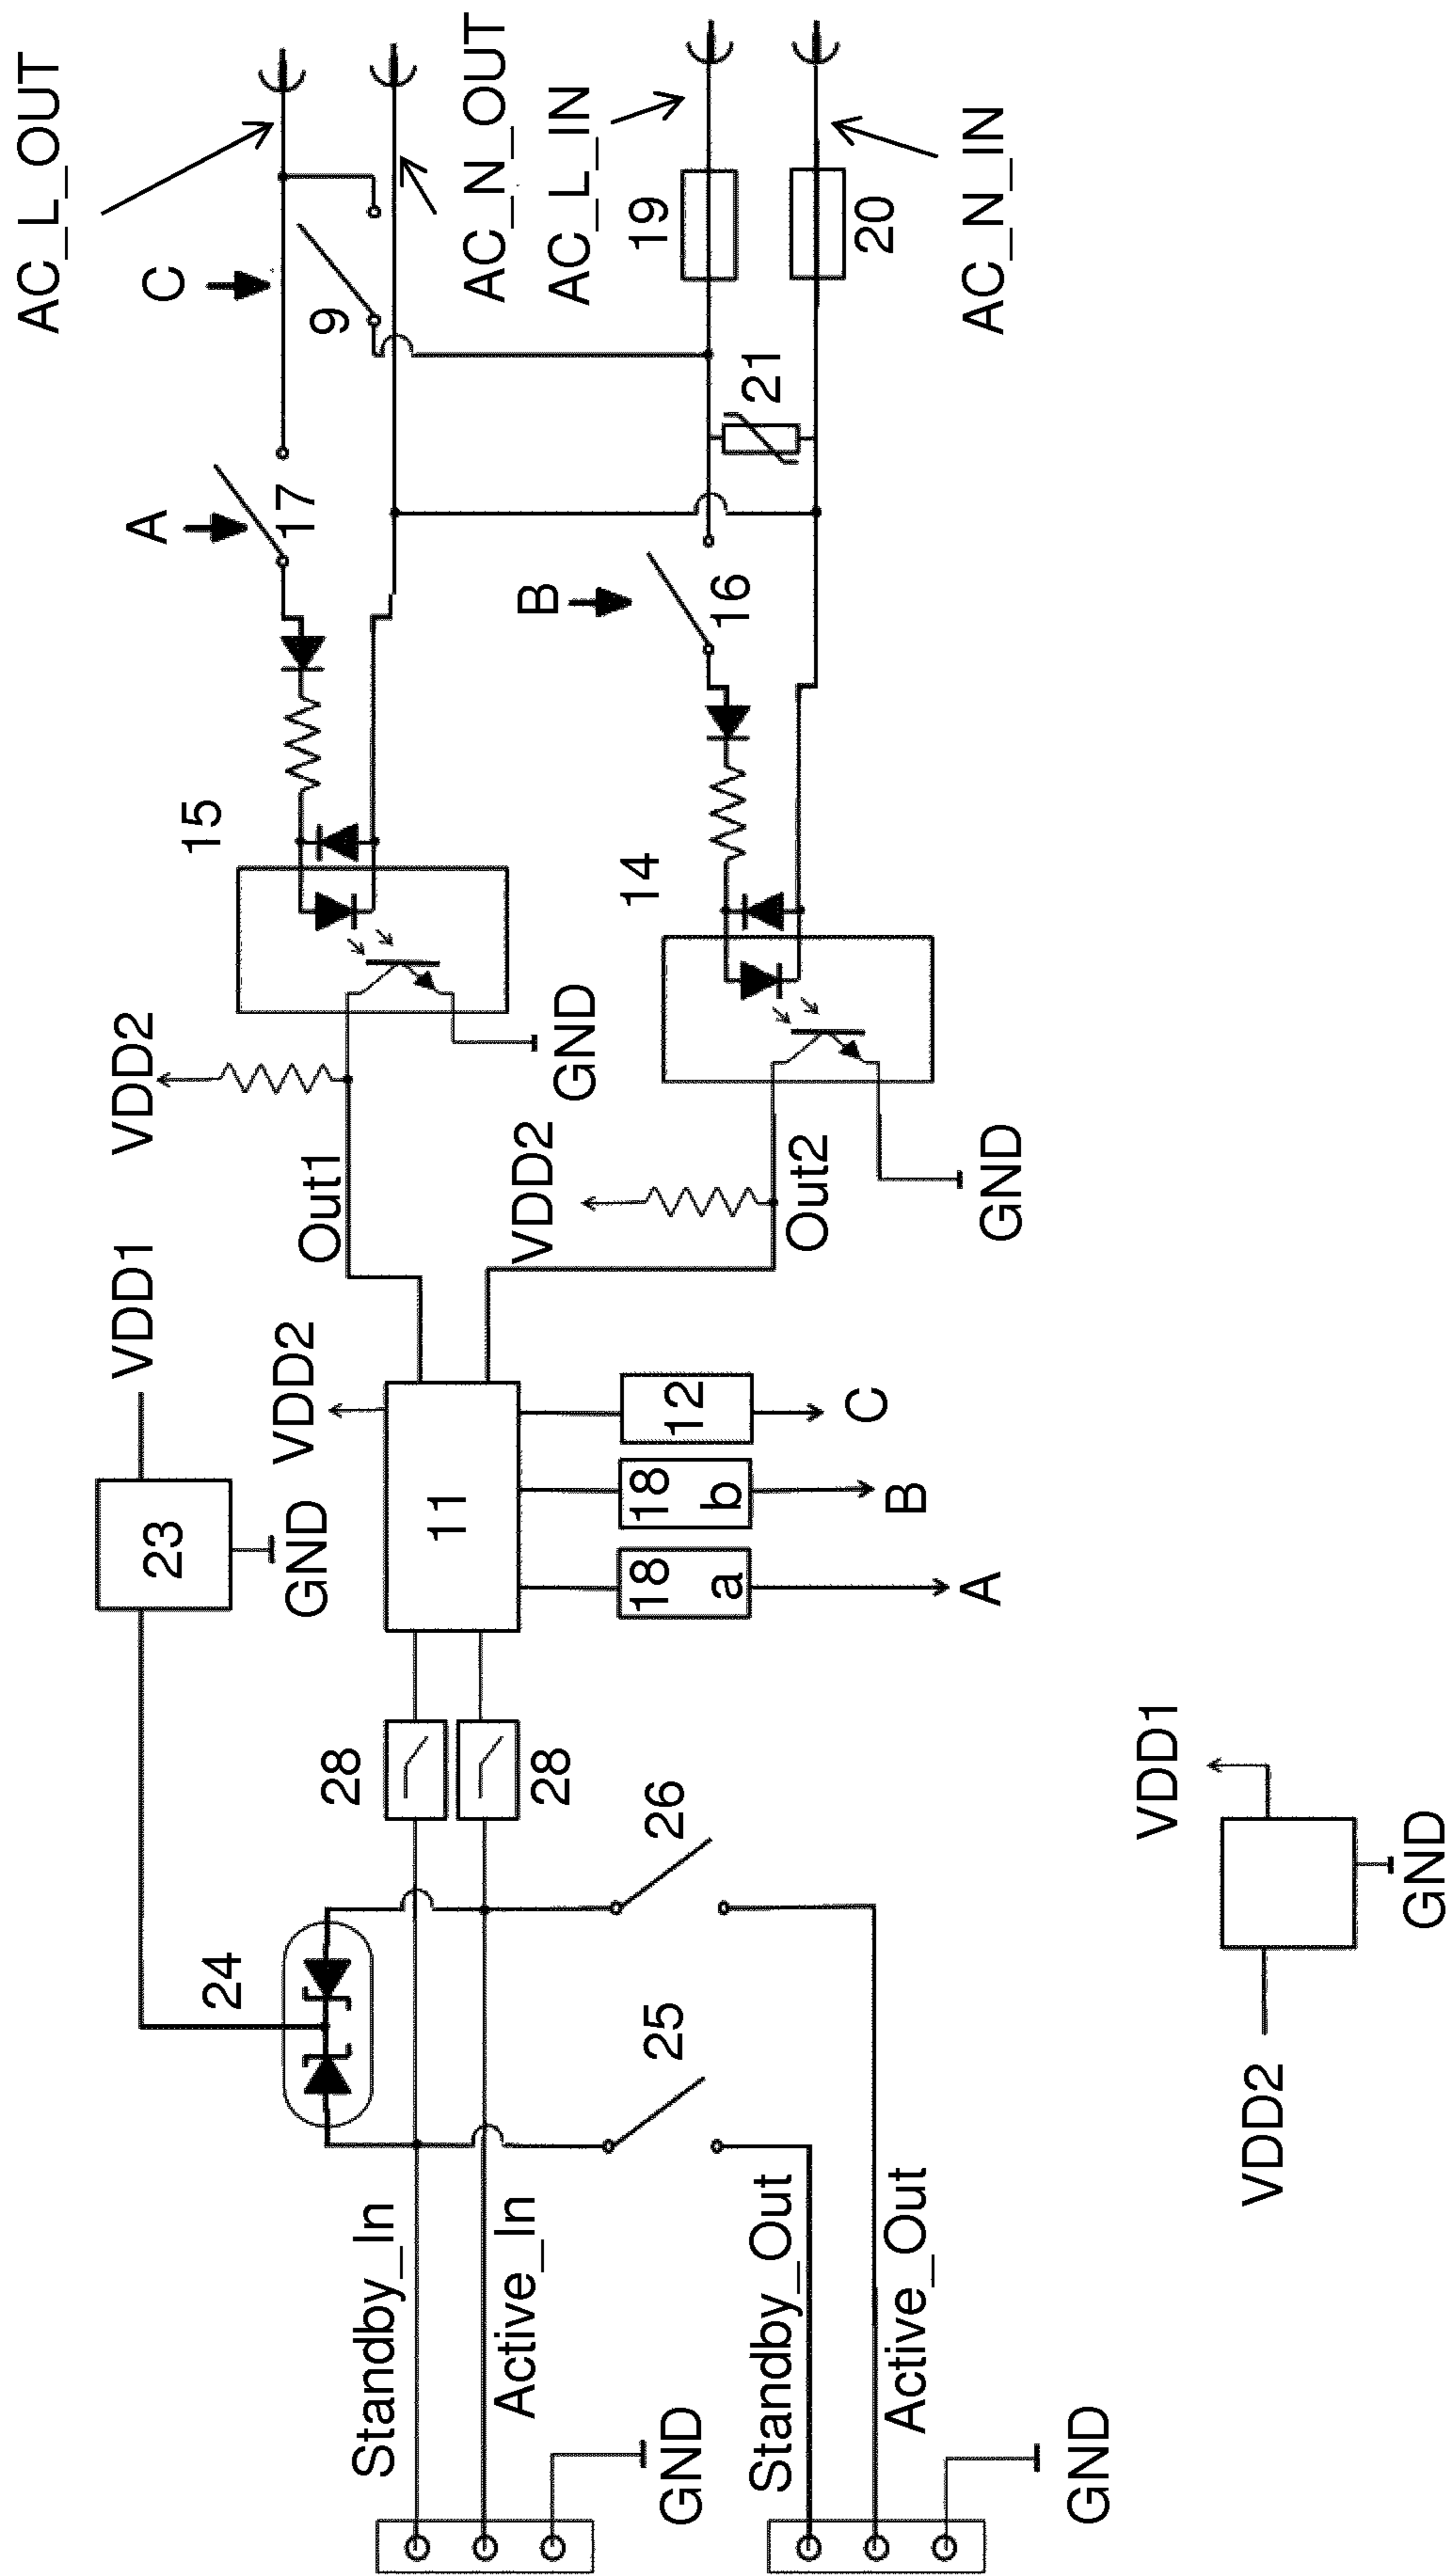 AC_L_OUT
C
A
9
17
AC_N_OUT
AC_L_IN
19
20
AC_N_IN
21
B
16
15
14
VDD2
GND
Out1
VDD2
Out2
GND
VDD1
23
GND
VDD2
11
12
C
18
b
B
18
a
A
28
28
24
26
25
Standby_In
Active_In
GND
Standby_Out
Active_Out
GND
VDD1
GND
VDD2